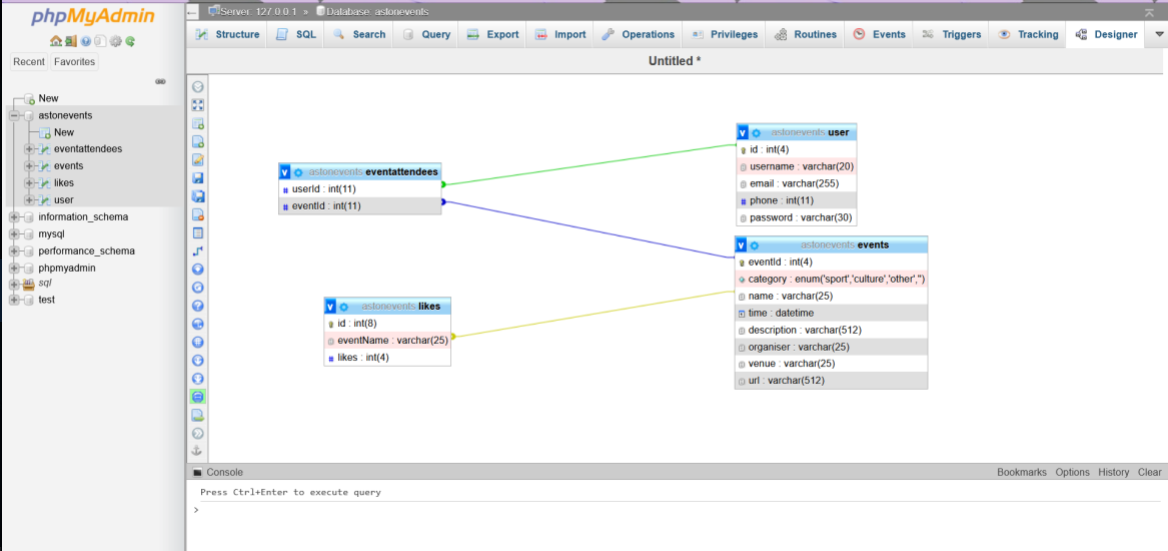 phpMyAdmin
Recent Favorites
New
astonevents
New
eventattendees
events
likes
user
information_schema
mysql
performance_schema
phpmyadmin
sql
test
Server: 127.0.0.1 » Database: astonevents
Structure SQL Search Query Export Import Operations Privileges Routines Events Triggers Tracking Designer
Untitled *
astonevents eventattendees
userId : int(11)
eventId : int(11)
astonevents user
id : int(4)
username : varchar(20)
email : varchar(255)
phone : int(11)
password : varchar(30)
astonevents events
eventId : int(4)
category : enum('sport','culture','other','')
name : varchar(25)
time : datetime
description : varchar(512)
organiser : varchar(25)
venue : varchar(25)
url : varchar(512)
astonevents likes
id : int(8)
eventName : varchar(25)
likes : int(4)
Console Bookmarks Options History Clear
Press Ctrl+Enter to execute query
>